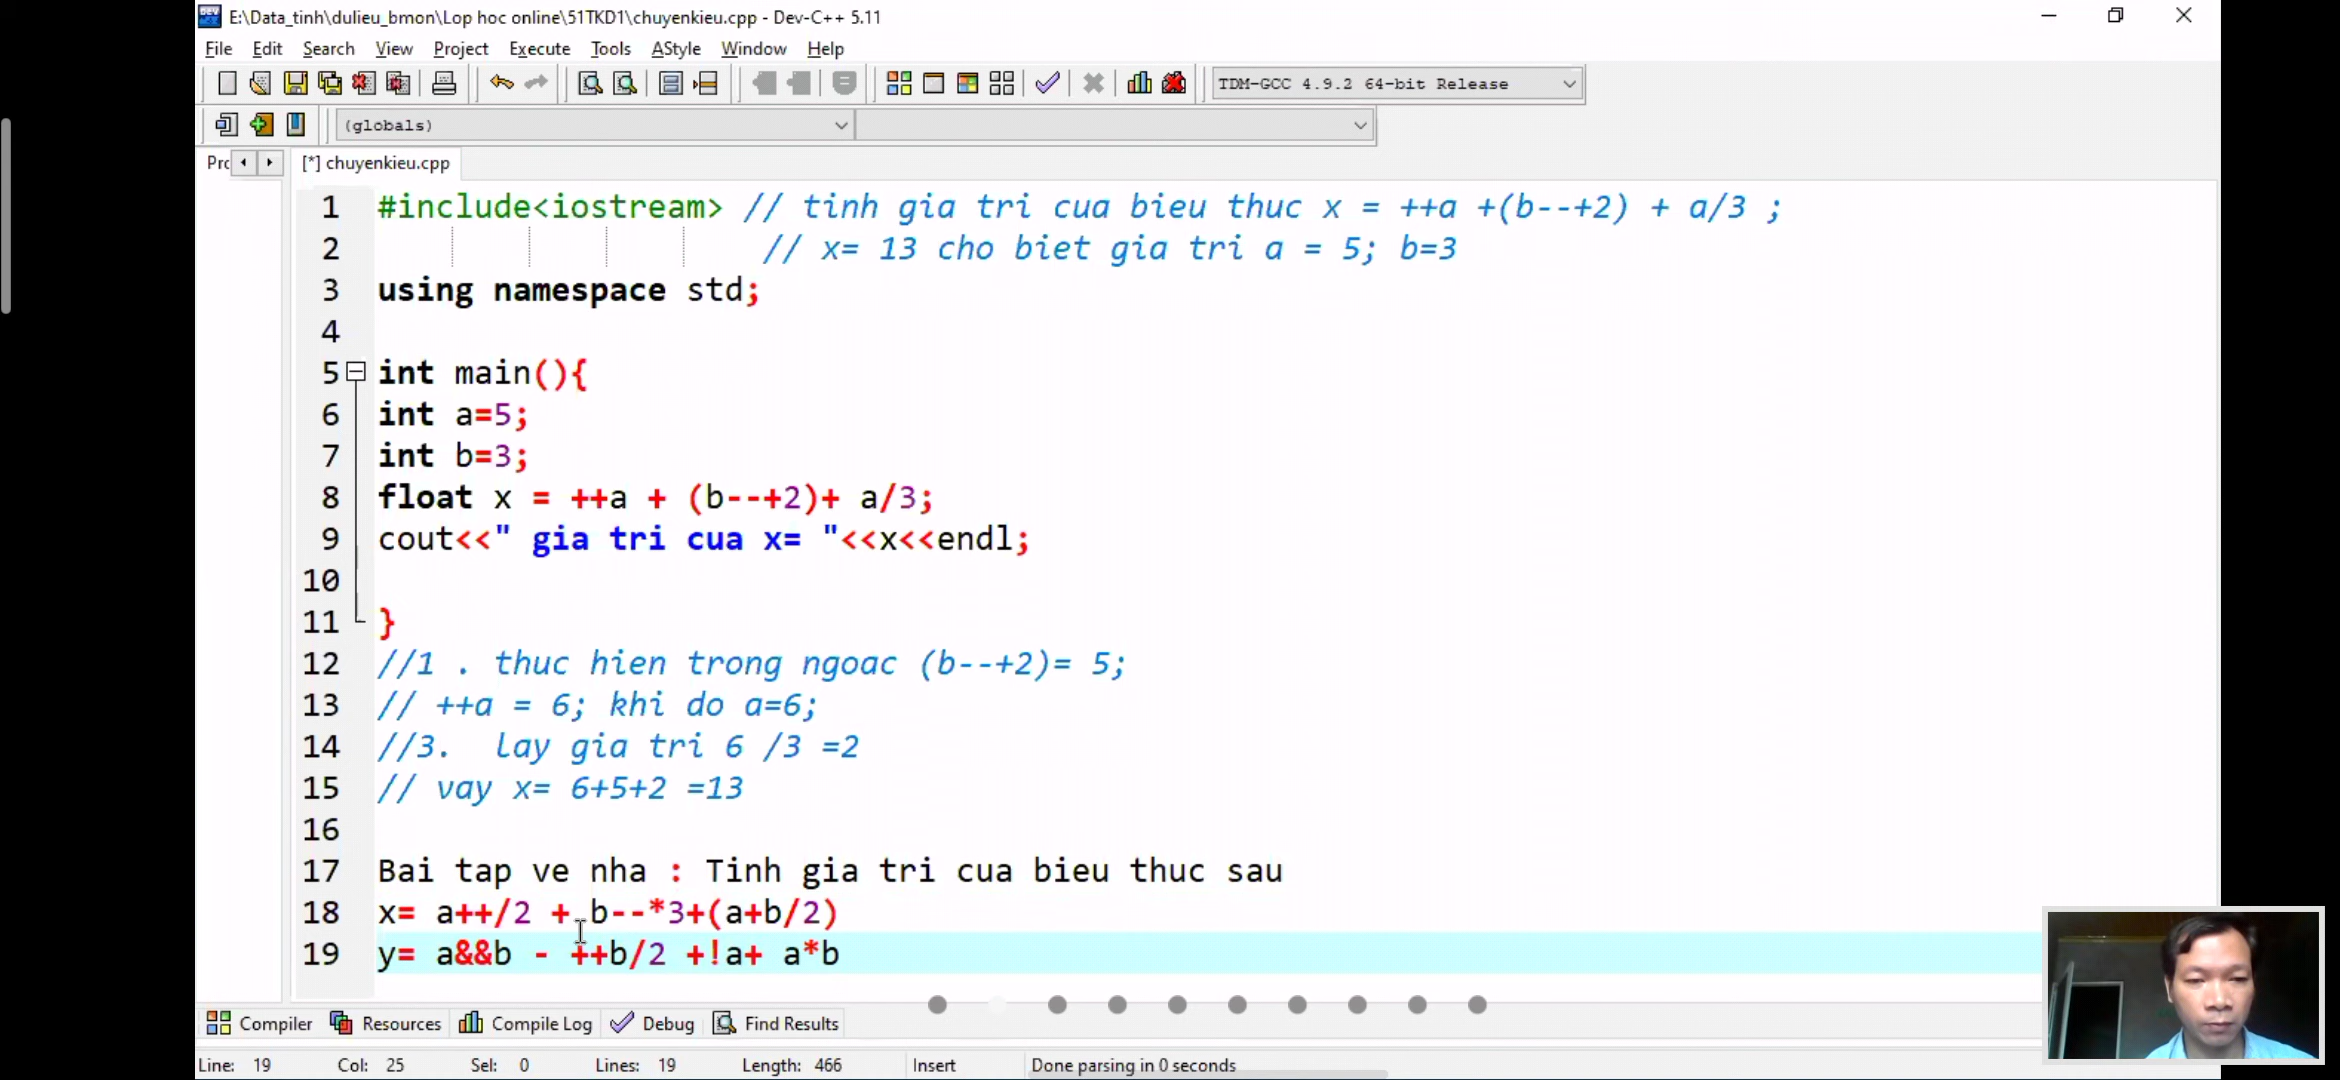 E:\Data_tinh\dulieu_bmon\Lop hoc online\51TKD1\chuyenkieu.cpp - Dev-C++ 5.11
File Edit Search View Project Execute Tools AStyle Window Help
TDM-GCC 4.9.2 64-bit Release
(globals)
Prc [*] chuyenkieu.cpp
1 #include<iostream> // tinh gia tri cua bieu thuc x = ++a +(b--+2) + a/3 ;
2 // x= 13 cho biet gia tri a = 5; b=3
3 using namespace std;
4
5 int main(){
6 int a=5;
7 int b=3;
8 float x = ++a + (b--+2)+ a/3;
9 cout<<" gia tri cua x= "<<x<<endl;
10
11 }
12 //1 . thuc hien trong ngoac (b--+2)= 5;
13 // ++a = 6; khi do a=6;
14 //3. lay gia tri 6 /3 =2
15 // vay x= 6+5+2 =13
16
17 Bai tap ve nha : Tinh gia tri cua bieu thuc sau
18 x= a++/2 + b--*3+(a+b/2)
19 y= a&&b - ++b/2 +!a+ a*b
Compiler Resources Compile Log Debug Find Results
Line: 19 Col: 25 Sel: 0 Lines: 19 Length: 466 Insert Done parsing in 0 seconds